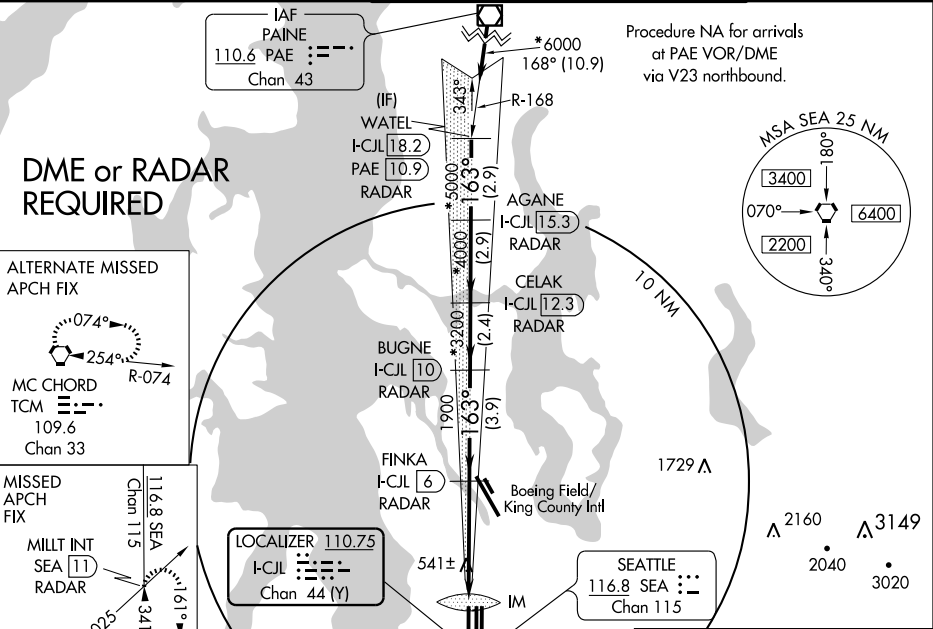 IAF
PAINE
110.6 PAE
Chan 43
*6000
168° (10.9)
Procedure NA for arrivals
at PAE VOR/DME
via V23 northbound.
343°
R-168
(IF)
WATEL
I-CJL 18.2
PAE 10.9
RADAR
DME or RADAR
REQUIRED
*5000
163°
(2.9)
AGANE
I-CJL 15.3
RADAR
MSA SEA 25 NM
180°
3400
070°
6400
2200
340°
ALTERNATE MISSED
APCH FIX
074°
254°
R-074
MC CHORD
TCM
109.6
Chan 33
*4000
(2.9)
CELAK
I-CJL 12.3
RADAR
10 NM
*3200
(2.4)
BUGNE
I-CJL 10
RADAR
1900
163°
(3.9)
FINKA
I-CJL 6
RADAR
Boeing Field/
King County Intl
1729
2160
3149
2040
3020
MISSED
APCH
FIX
116.8 SEA
Chan 115
MILLT INT
SEA 11
RADAR
161°
341
025
LOCALIZER 110.75
I-CJL
Chan 44 (Y)
541±
IM
SEATTLE
116.8 SEA
Chan 115